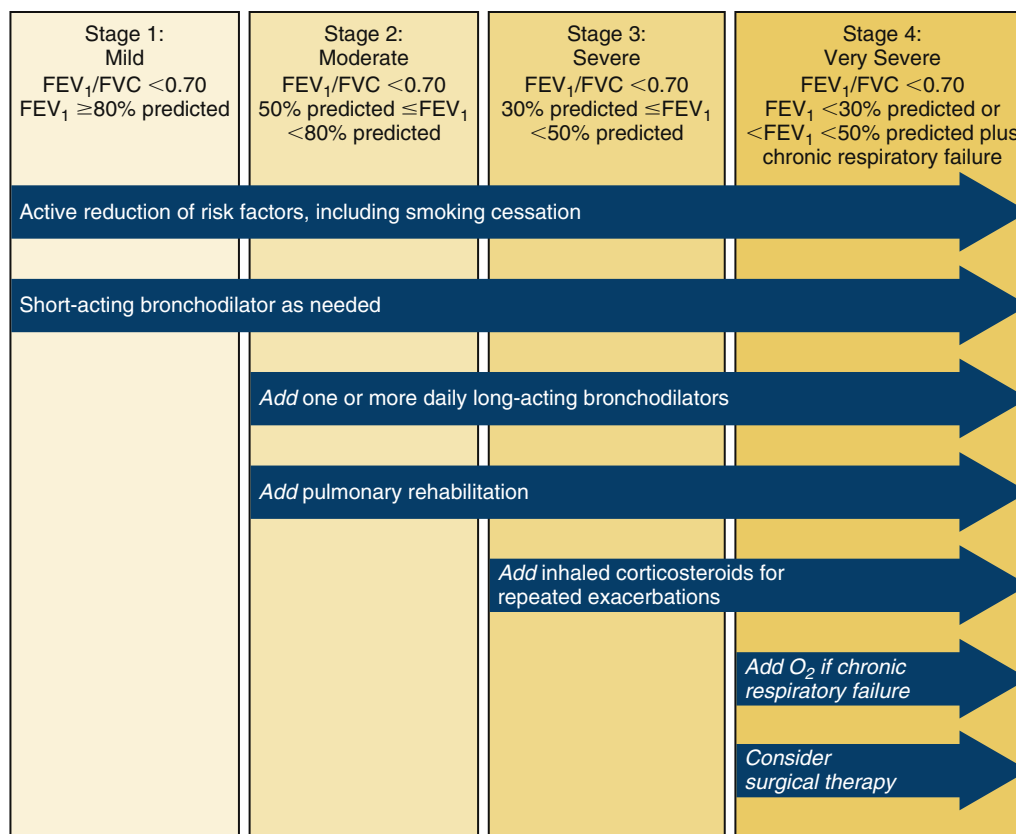 Stage 1:
Mild
FEV₁/FVC <0.70
FEV₁ ≥80% predicted
Stage 2:
Moderate
FEV₁/FVC <0.70
50% predicted ≦FEV₁
<80% predicted
Stage 3:
Severe
FEV₁/FVC <0.70
30% predicted ≦FEV₁
<50% predicted
Stage 4:
Very Severe
FEV₁/FVC <0.70
FEV₁ <30% predicted or
<FEV₁ <50% predicted plus
chronic respiratory failure
Active reduction of risk factors, including smoking cessation
Short-acting bronchodilator as needed
Add one or more daily long-acting bronchodilators
Add pulmonary rehabilitation
Add inhaled corticosteroids for
repeated exacerbations
Add O₂ if chronic
respiratory failure
Consider
surgical therapy